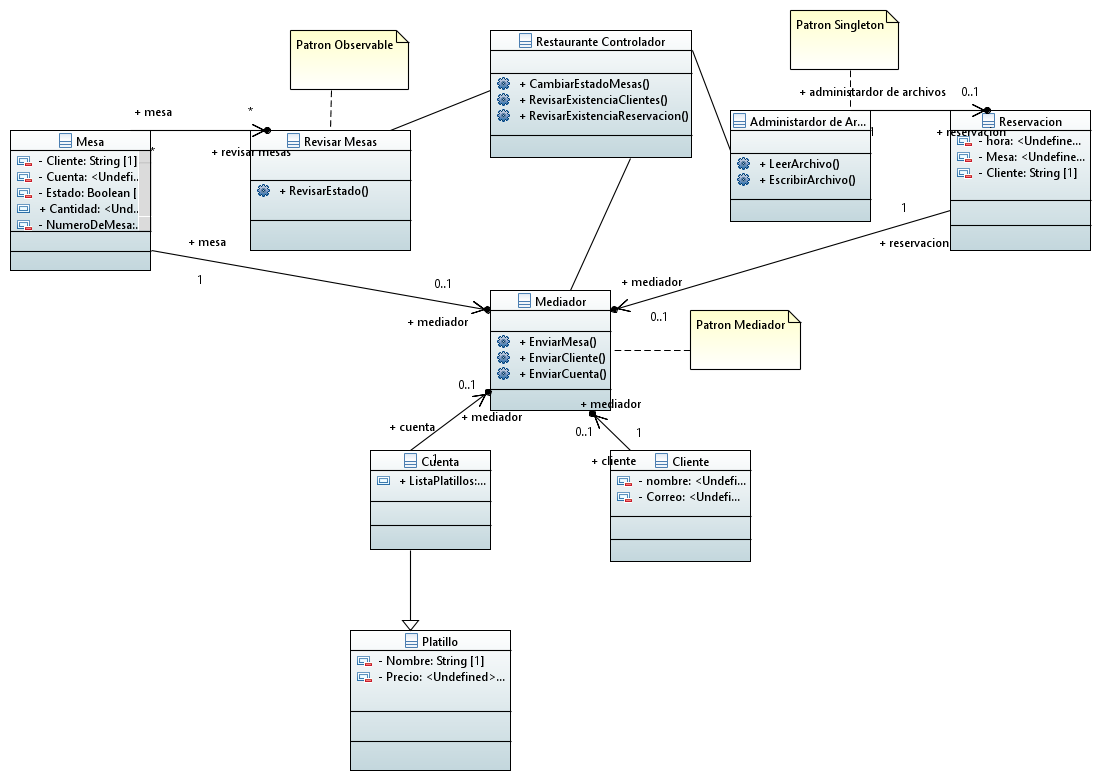 Patron Observable
Restaurante Controlador
+ CambiarEstadoMesas()
+ RevisarExistenciaClientes()
+ RevisarExistenciaReservacion()
Patron Singleton
+ administardor de archivos
0..1
1
+ reservacion
Administardor de Ar...
+ LeerArchivo()
+ EscribirArchivo()
Reservacion
- hora: <Undefine...
- Mesa: <Undefine...
- Cliente: String [1]
+ mesa
*
*
+ revisar mesas
Mesa
- Cliente: String [1]
- Cuenta: <Undefi...
- Estado: Boolean [
+ Cantidad: <Und...
- NumeroDeMesa:...
Revisar Mesas
+ RevisarEstado()
+ mesa
1
0..1
+ mediador
1
+ reservacion
+ mediador
0..1
Mediador
+ EnviarMesa()
+ EnviarCliente()
+ EnviarCuenta()
Patron Mediador
0..1
+ mediador
+ cuenta
1
+ mediador
0..1
1
+ cliente
Cuenta
+ ListaPlatillos:...
Cliente
- nombre: <Undefi...
- Correo: <Undefi...
Platillo
- Nombre: String [1]
- Precio: <Undefined>...